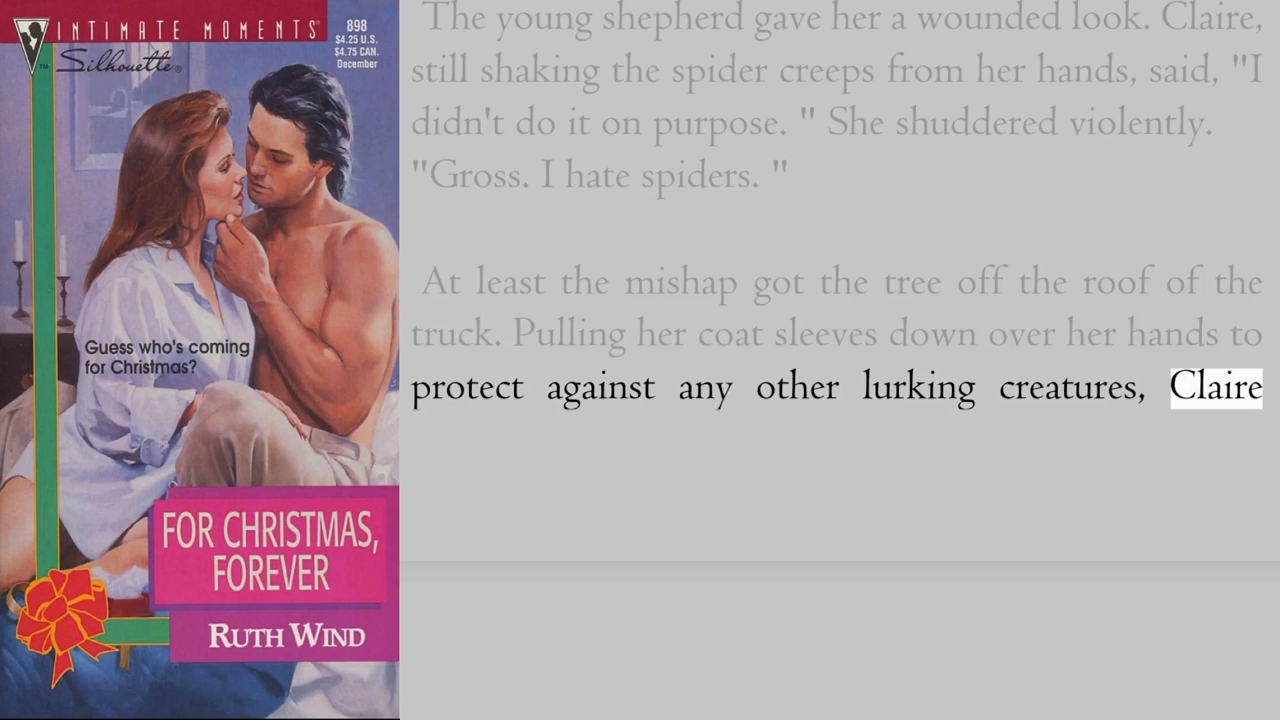 INTIMATE MOMENTS®
898
$4.25 U.S.
$4.75 CAN.
December
™
Silhouette®
Guess who's coming
for Christmas?
FOR CHRISTMAS,
FOREVER
RUTH WIND
The young shepherd gave her a wounded look. Claire,
still shaking the spider creeps from her hands, said, "I
didn't do it on purpose. " She shuddered violently.
"Gross. I hate spiders. "
At least the mishap got the tree off the roof of the
truck. Pulling her coat sleeves down over her hands to
protect against any other lurking creatures, Claire